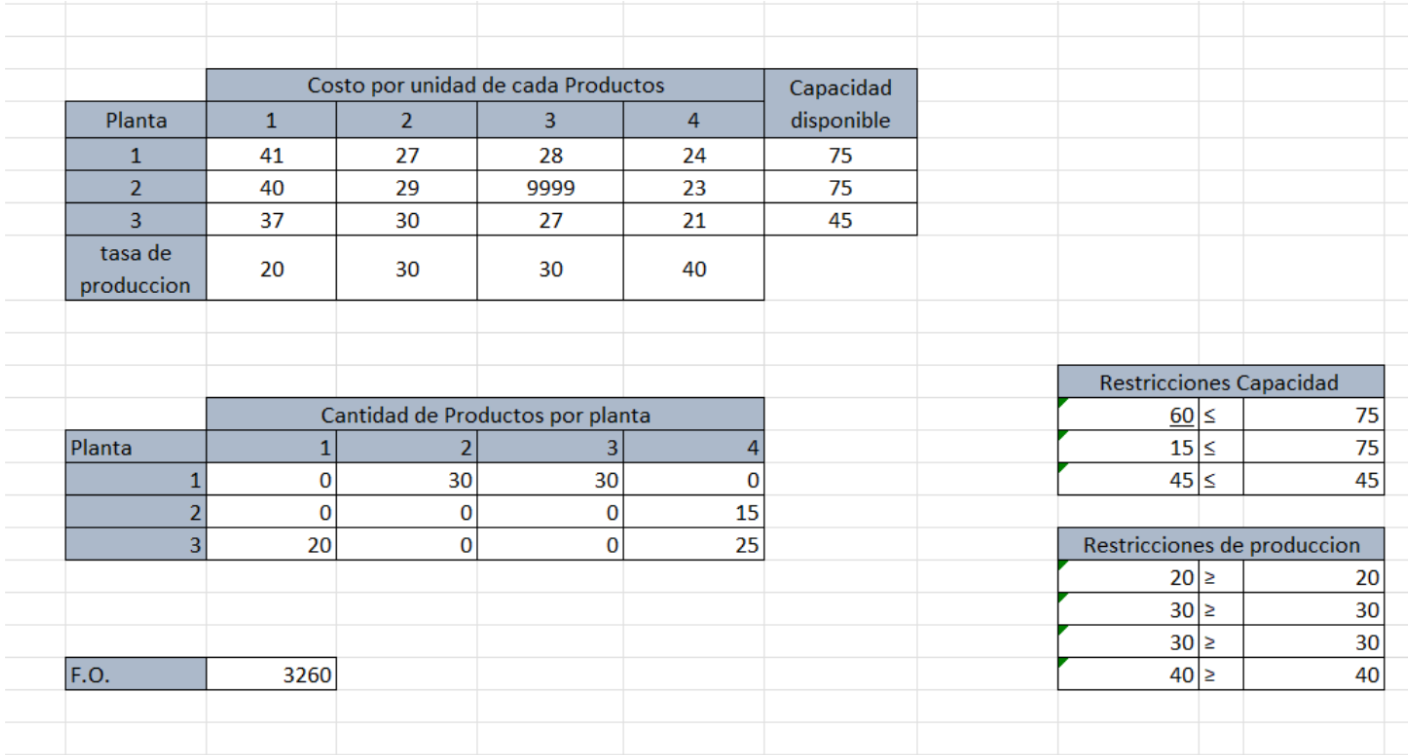 Costo por unidad de cada Productos Capacidad disponible
Planta 1 2 3 4
1 41 27 28 24 75
2 40 29 9999 23 75
3 37 30 27 21 45
tasa de
produccion 20 30 30 40
Restricciones Capacidad
60 ≤ 75
15 ≤ 75
45 ≤ 45
Cantidad de Productos por planta
Planta 1 2 3 4
1 0 30 30 0
2 0 0 0 15
3 20 0 0 25
Restricciones de produccion
20 ≥ 20
30 ≥ 30
30 ≥ 30
40 ≥ 40
F.O. 3260